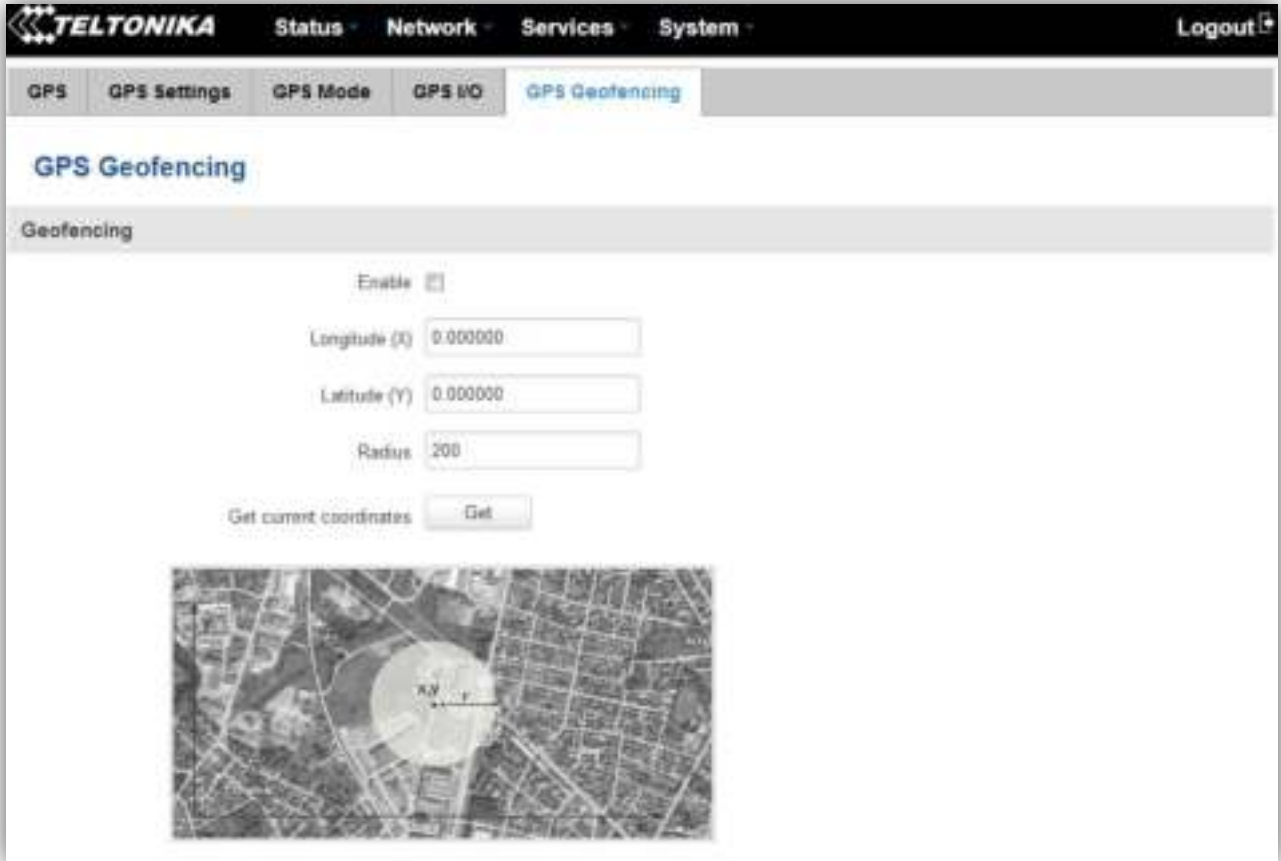 TELTONIKA Status Network Services System Logout
GPS GPS Settings GPS Mode GPS I/O GPS Geofencing
GPS Geofencing
Geofencing
Enable
Longitude (X) 0.000000
Latitude (Y) 0.000000
Radius 200
Get current coordinates Get
x,y r